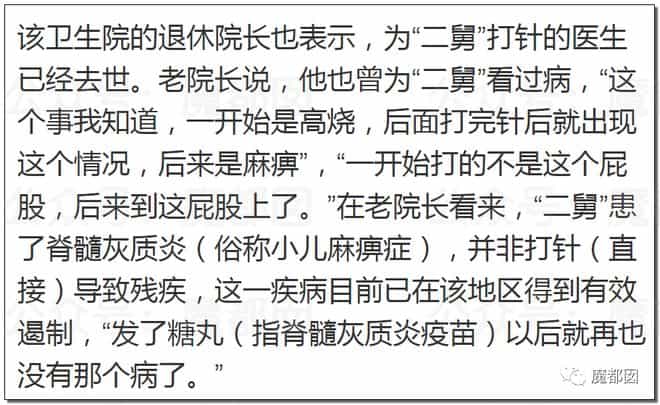 该卫生院的退休院长也表示，为“二舅”打针的医生
已经去世。老院长说，他也曾为“二舅”看过病，“这
个事我知道，一开始是高烧，后面打完针后就出现
这个情况，后来是麻痹”，“一开始打的不是这个屁
股，后来到这屁股上了。”在老院长看来，“二舅”患
了脊髓灰质炎（俗称小儿麻痹症），并非打针（直
接）导致残疾，这一疾病目前已在该地区得到有效
遏制，“发了糖丸（指脊髓灰质炎疫苗）以后就再也
没有那个病了。”
魔都囡